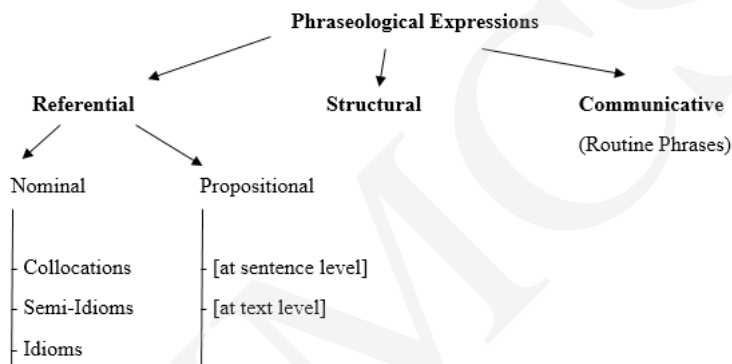 Phraseological Expressions
Referential Structural Communicative
(Routine Phrases)
Nominal Propositional
- Collocations - [at sentence level]
- Semi-Idioms - [at text level]
- Idioms